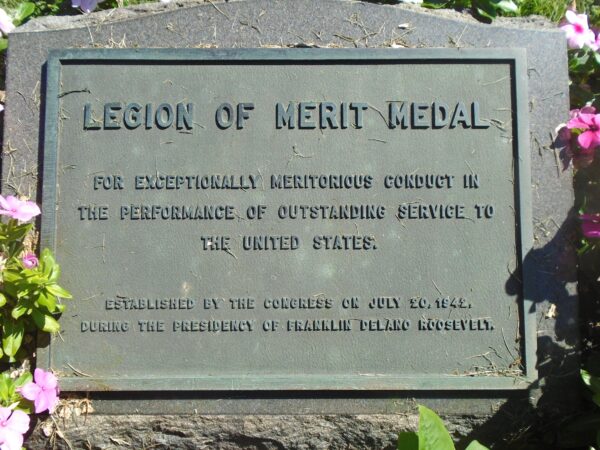 LEGION OF MERIT MEDAL
FOR EXCEPTIONALLY MERITORIOUS CONDUCT IN
THE PERFORMANCE OF OUTSTANDING SERVICE TO
THE UNITED STATES.
ESTABLISHED BY THE CONGRESS ON JULY 20, 1942,
DURING THE PRESIDENCY OF FRANKLIN DELANO ROOSEVELT.